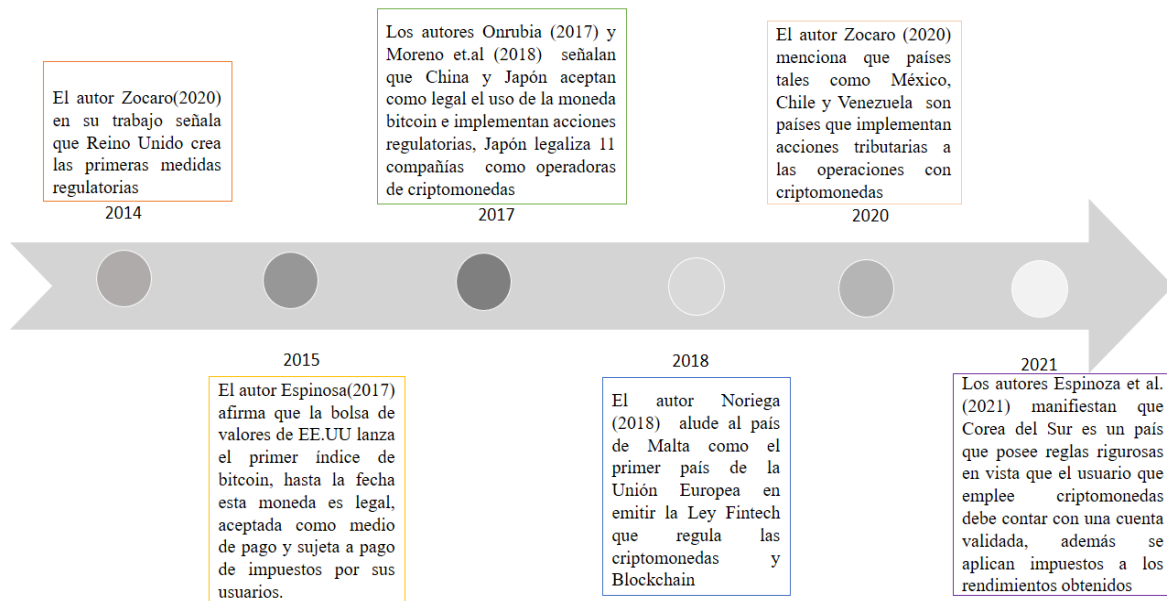 El autor Zocaro(2020)
en su trabajo señala
que Reino Unido crea
las primeras medidas
regulatorias
2014
Los autores Onrubia (2017) y
Moreno et.al (2018) señalan
que China y Japón aceptan
como legal el uso de la moneda
bitcoin e implementan acciones
regulatorias, Japón legaliza 11
compañías como operadoras
de criptomonedas
2017
El autor Zocaro (2020)
menciona que países
tales como México,
Chile y Venezuela son
países que implementan
acciones tributarias a
las operaciones con
criptomonedas
2020
2015
El autor Espinosa(2017)
afirma que la bolsa de
valores de EE.UU lanza
el primer índice de
bitcoin, hasta la fecha
esta moneda es legal,
aceptada como medio
de pago y sujeta a pago
de impuestos por sus
usuarios.
2018
El autor Noriega
(2018) alude al país
de Malta como el
primer país de la
Unión Europea en
emitir la Ley Fintech
que regula las
criptomonedas y
Blockchain
2021
Los autores Espinoza et al.
(2021) manifiestan que
Corea del Sur es un país
que posee reglas rigurosas
en vista que el usuario que
emplee criptomonedas
debe contar con una cuenta
validada, además se
aplican impuestos a los
rendimientos obtenidos